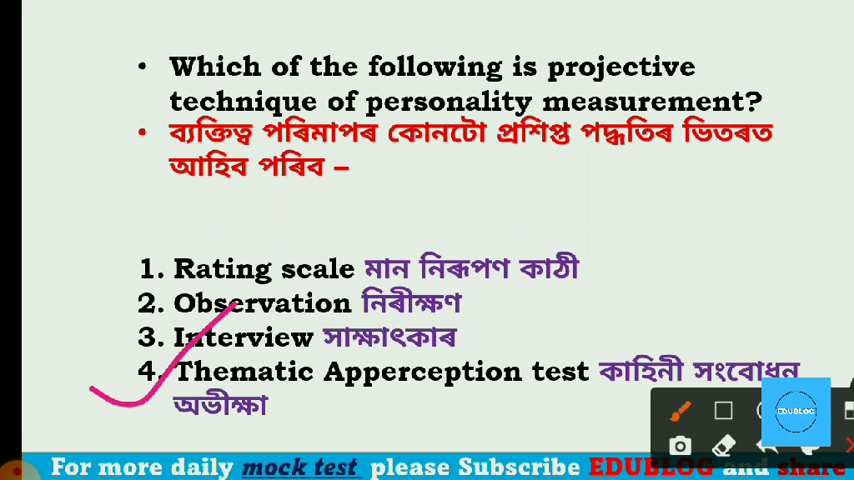 • Which of the following is projective
technique of personality measurement?
• ব্যক্তিত্ব পৰিমাপৰ কোনটো প্ৰশিপ্ত পদ্ধতিৰ ভিতৰত
আহিব পৰিব –
1. Rating scale মান নিৰূপণ কাঠী
2. Observation নিৰীক্ষণ
3. Interview সাক্ষাৎকাৰ
4. Thematic Apperception test কাহিনী সংবোধন
অভীক্ষা
EDUBLOG
For more daily mock test please Subscribe EDUBLOG and share